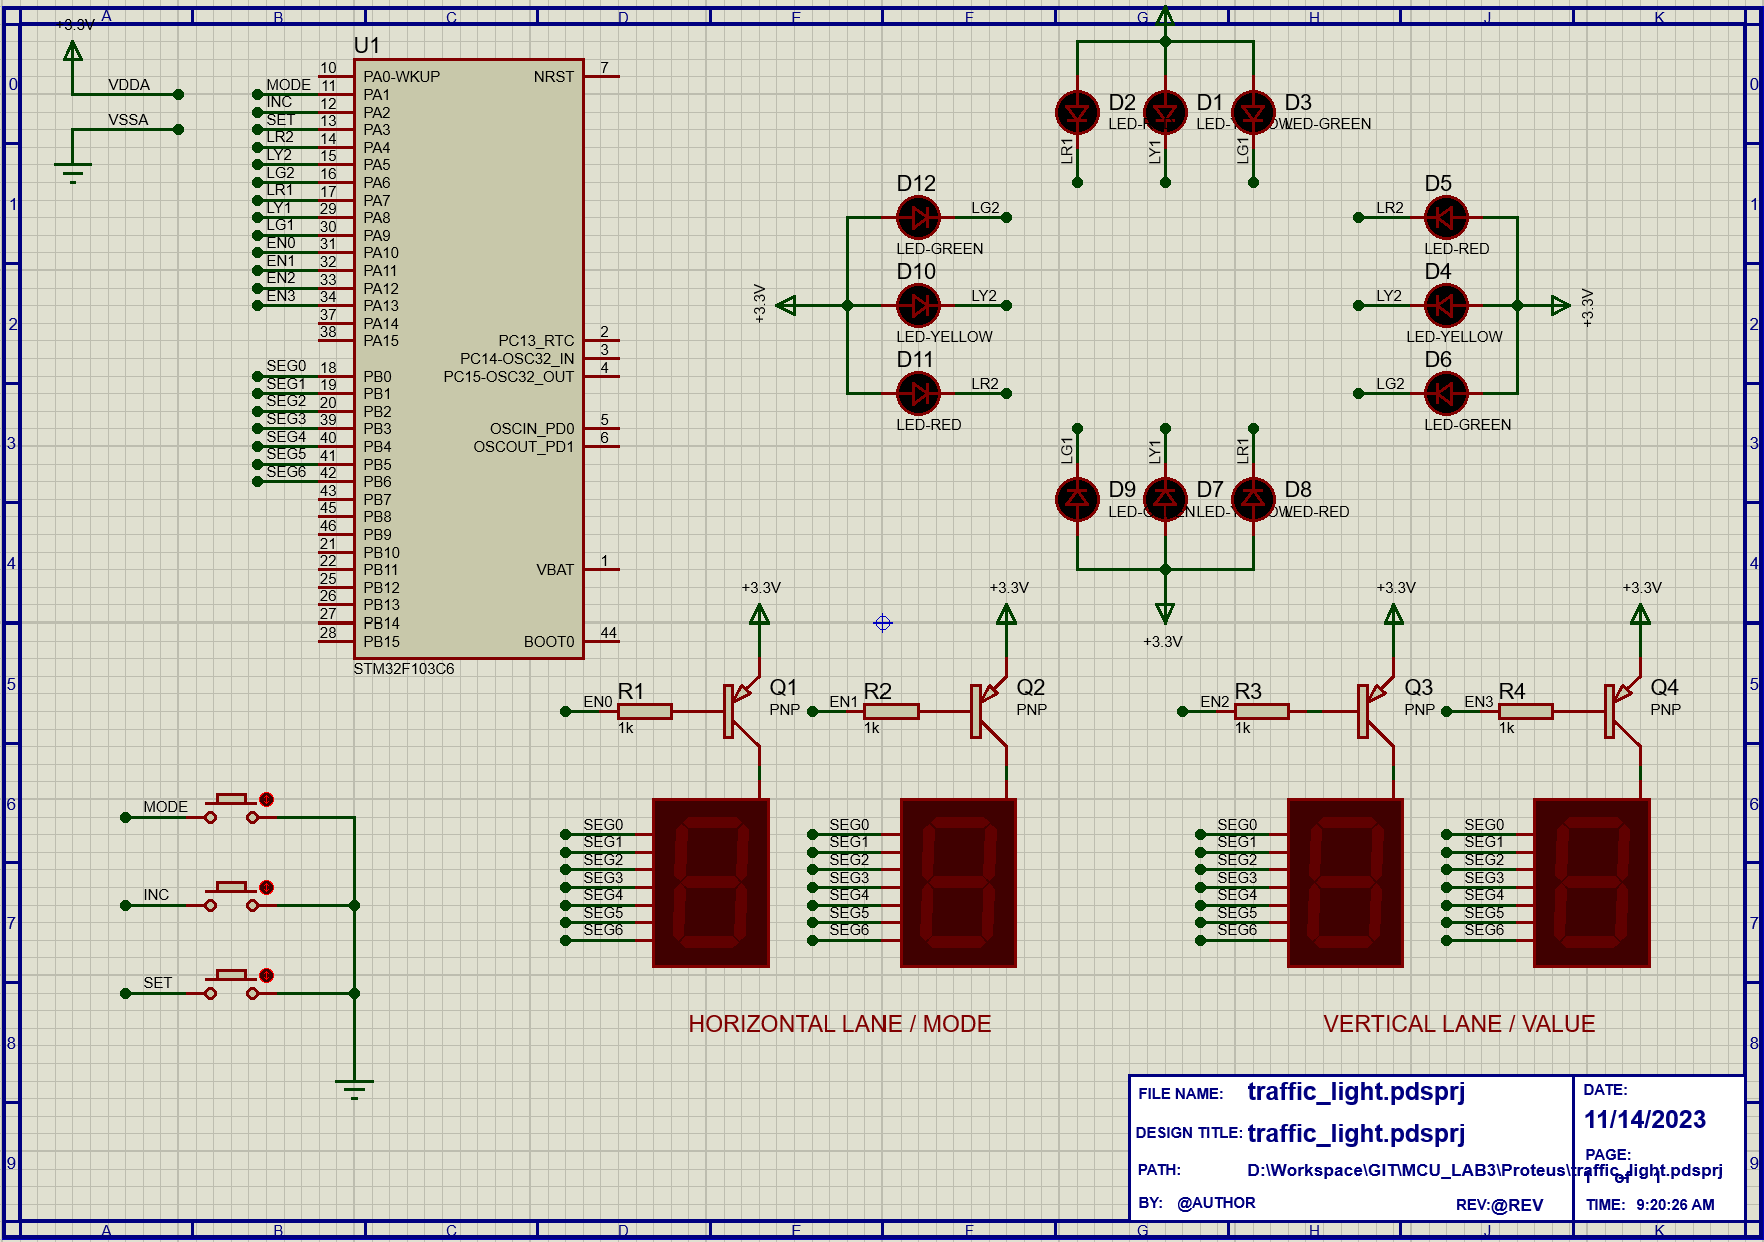 A B C D E F G H J K
+3.3V
VDDA
VSSA
U1
MODE 11 PA1
INC 12 PA2
SET 13 PA3
LR2 14 PA4
LY2 15 PA5
LG2 16 PA6
LR1 17 PA7
LY1 29 PA8
LG1 30 PA9
EN0 31 PA10
EN1 32 PA11
EN2 33 PA12
EN3 34 PA13
37 PA14
38 PA15
10 PA0-WKUP
SEG0 18 PB0
SEG1 19 PB1
SEG2 20 PB2
SEG3 39 PB3
SEG4 40 PB4
SEG5 41 PB5
SEG6 42 PB6
43 PB7
45 PB8
46 PB9
21 PB10
22 PB11
25 PB12
26 PB13
27 PB14
28 PB15
NRST 7
PC13_RTC 2
PC14-OSC32_IN 3
PC15-OSC32_OUT 4
OSCIN_PD0 5
OSCOUT_PD1 6
VBAT 1
BOOT0 44
STM32F103C6
D2
D1
D3
LED-GREEN
LR1
LY1
LG1
D12
LG2
LED-GREEN
D10
LY2
LED-YELLOW
D11
LR2
LED-RED
+3.3V
D5
LR2
LED-RED
D4
LY2
LED-YELLOW
D6
LG2
LED-GREEN
+3.3V
LG1
LY1
LR1
D9
D7
D8
LED-RED
+3.3V
+3.3V
+3.3V
+3.3V
+3.3V
EN0 R1 1k Q1 PNP
EN1 R2 1k Q2 PNP
EN2 R3 1k Q3 PNP
EN3 R4 1k Q4 PNP
MODE
INC
SET
SEG0 SEG0 SEG0 SEG0
SEG1 SEG1 SEG1 SEG1
SEG2 SEG2 SEG2 SEG2
SEG3 SEG3 SEG3 SEG3
SEG4 SEG4 SEG4 SEG4
SEG5 SEG5 SEG5 SEG5
SEG6 SEG6 SEG6 SEG6
HORIZONTAL LANE / MODE
VERTICAL LANE / VALUE
FILE NAME: traffic_light.pdsprj
DESIGN TITLE: traffic_light.pdsprj
PATH: D:\Workspace\GIT\MCU_LAB3\Proteus\traffic_light.pdsprj
BY: @AUTHOR
REV:@REV
DATE:
11/14/2023
PAGE:
1 of 1
TIME: 9:20:26 AM
0 0
1 1
2 2
3 3
4 4
5 5
6 6
7 7
8 8
9 9
A B C D E F G H J K